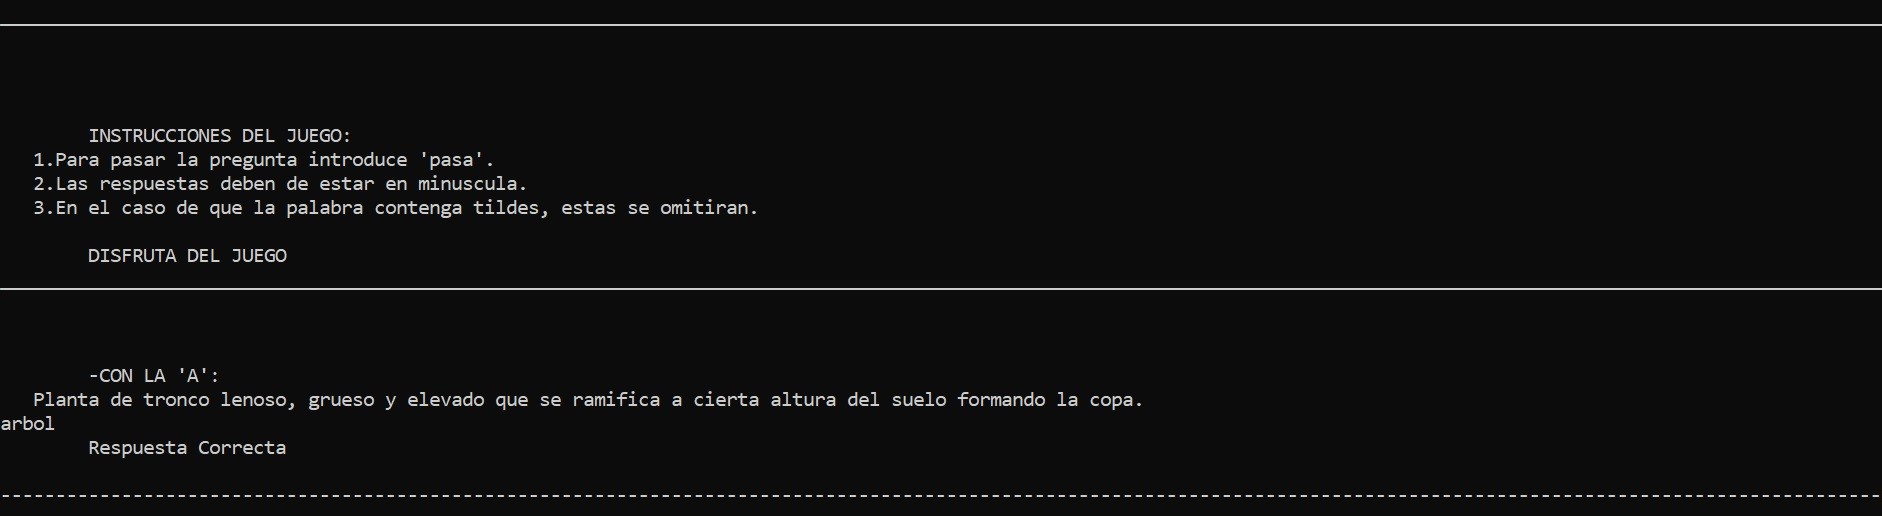 INSTRUCCIONES DEL JUEGO:
1.Para pasar la pregunta introduce 'pasa'.
2.Las respuestas deben de estar en minuscula.
3.En el caso de que la palabra contenga tildes, estas se omitiran.
DISFRUTA DEL JUEGO
-CON LA 'A':
Planta de tronco lenoso, grueso y elevado que se ramifica a cierta altura del suelo formando la copa.
arbol
Respuesta Correcta